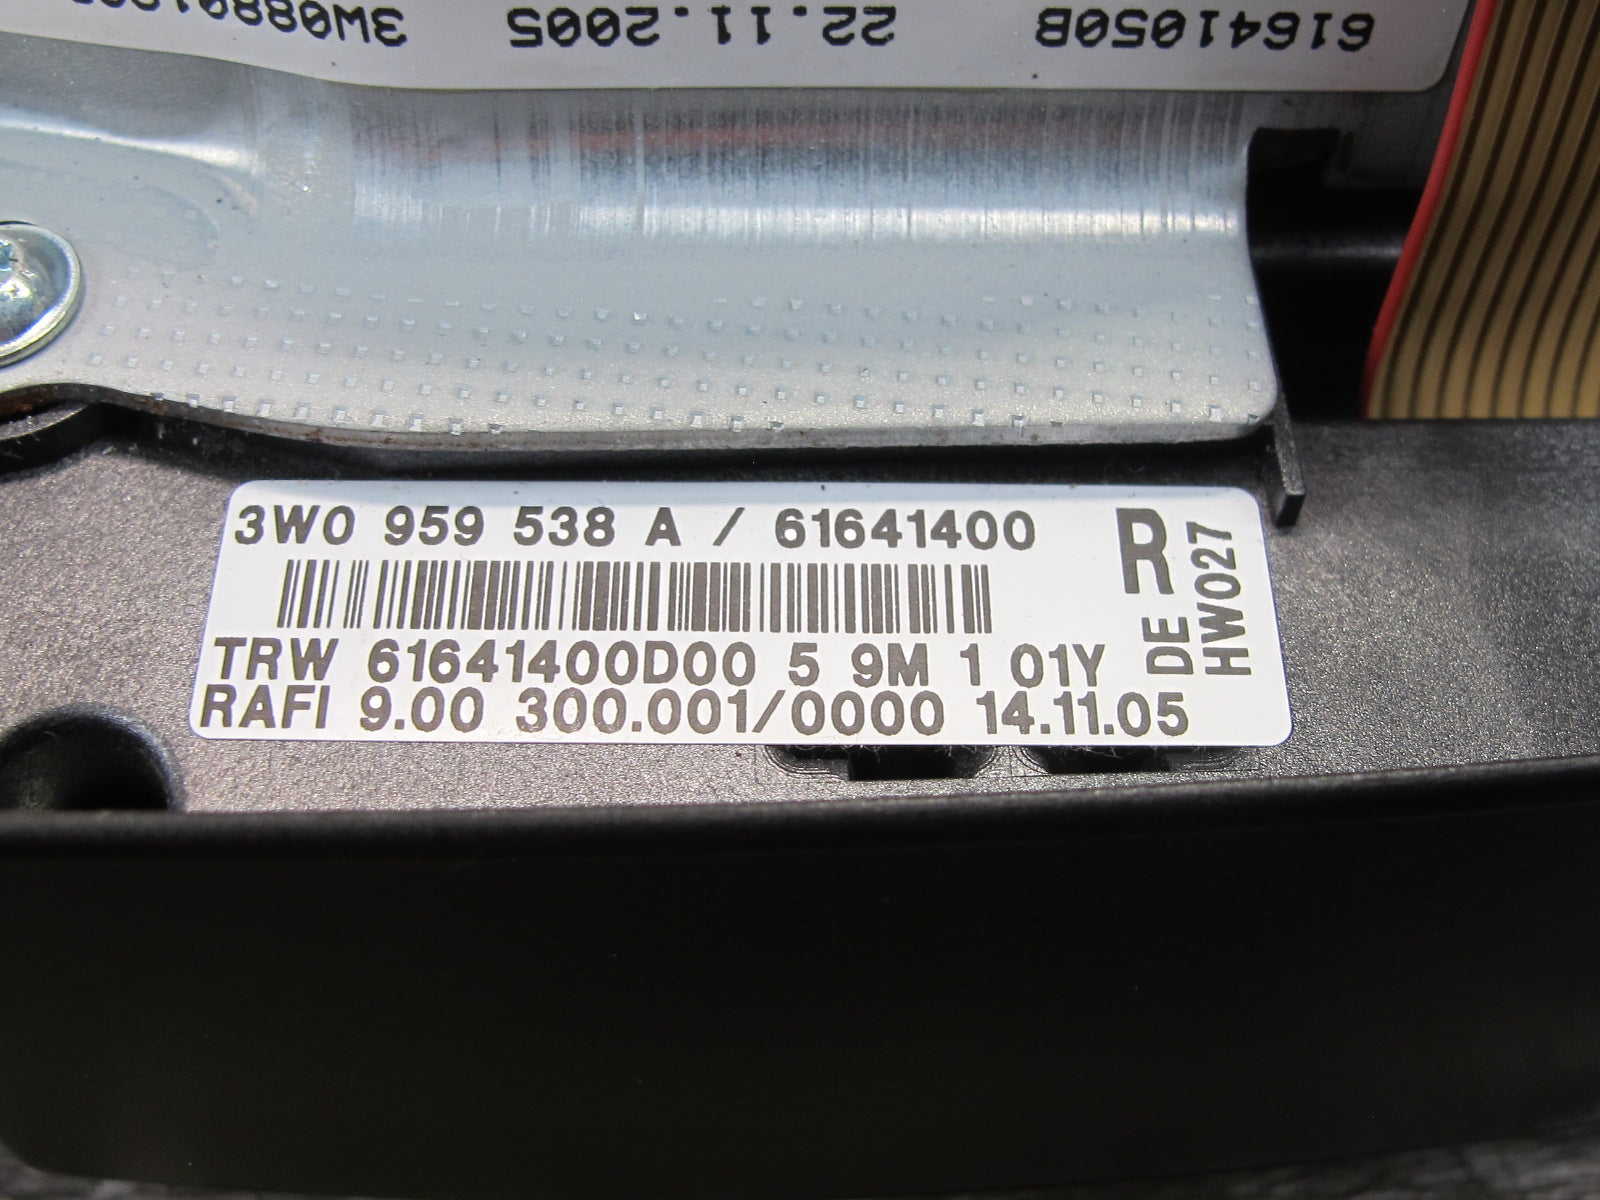 61641050B 22.11.2005
3W0 959 538 A / 61641400
TRW 61641400D00 5 9M 1 01Y
RAFI 9.00 300.001/0000 14.11.05
R
DE
HW027